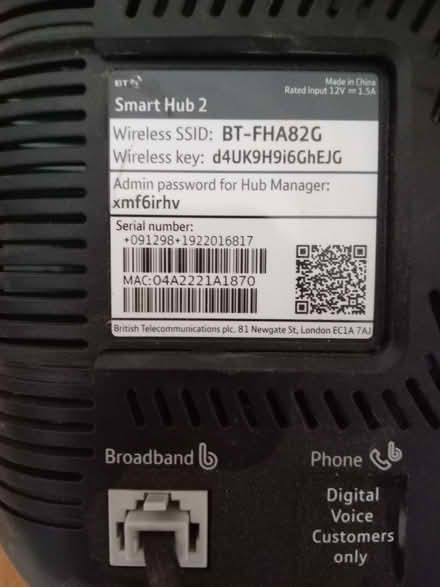 BT
Made in China
Rated Input 12V ⎓ 1.5A
Smart Hub 2
Wireless SSID: BT-FHA82G
Wireless key: d4UK9H9i6GhEJG
Admin password for Hub Manager:
xmf6irhv
Serial number:
+091298+1922016817
MAC:04A2221A1870
British Telecommunications plc. 81 Newgate St, London EC1A 7AJ
Broadband b
Phone b
Digital
Voice
Customers
only